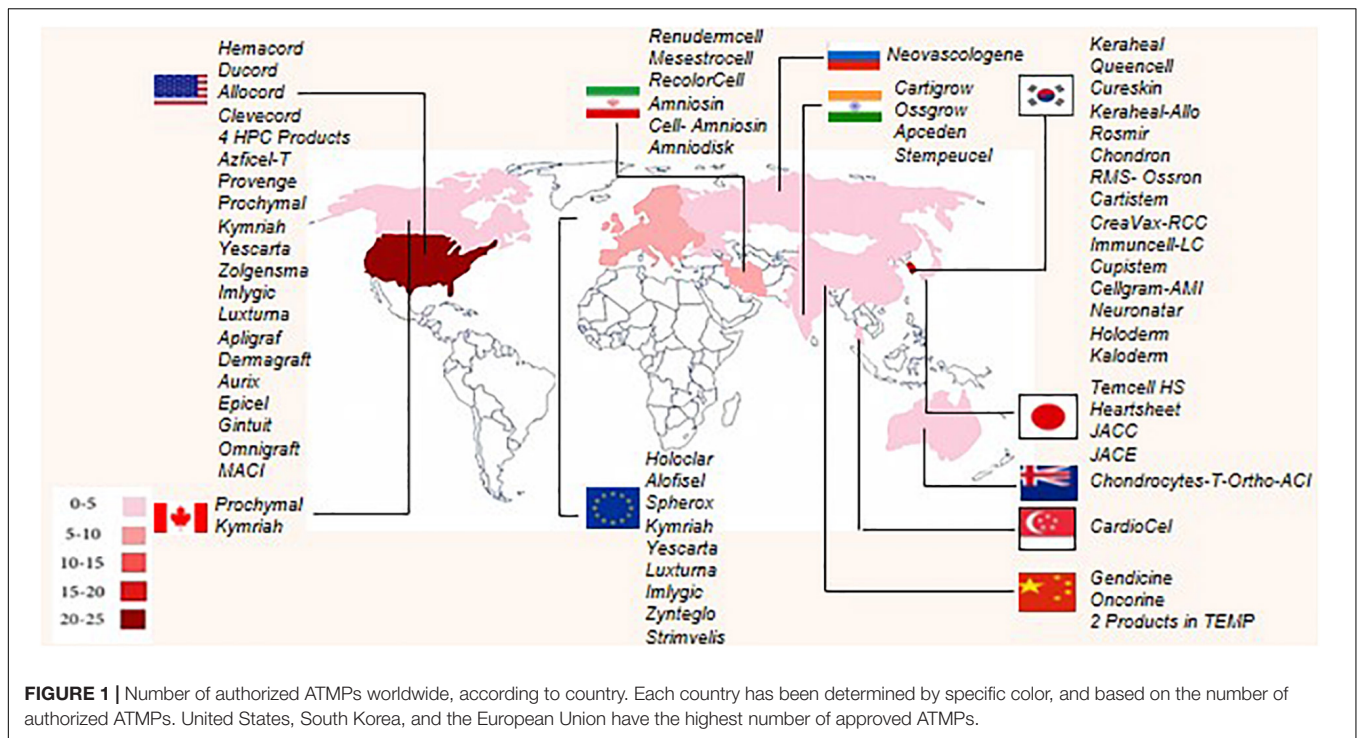 Hemacord
Ducord
Allocord
Clevecord
4 HPC Products
Azficel-T
Provenge
Prochymal
Kymriah
Yescarta
Zolgensma
Imlygic
Luxturna
Apligraf
Dermagraft
Aurix
Epicel
Gintuit
Omnigraft
MACI
Prochymal
Kymriah
0-5
5-10
10-15
15-20
20-25
Renudermcell
Mesestrocell
RecolorCell
Amniosin
Cell- Amniosin
Amniodisk
Holoclar
Alofisel
Spherox
Kymriah
Yescarta
Luxturna
Imlygic
Zynteglo
Strimvelis
Neovascologene
Cartigrow
Ossgrow
Apceden
Stempeucel
Keraheal
Queencell
Cureskin
Keraheal-Allo
Rosmir
Chondron
RMS- Ossron
Cartistem
CreaVax-RCC
Immuncell-LC
Cupistem
Cellgram-AMI
Neuronatar
Holoderm
Kaloderm
Temcell HS
Heartsheet
JACC
JACE
Chondrocytes-T-Ortho-ACI
CardioCel
Gendicine
Oncorine
2 Products in TEMP
FIGURE 1 | Number of authorized ATMPs worldwide, according to country. Each country has been determined by specific color, and based on the number of
authorized ATMPs. United States, South Korea, and the European Union have the highest number of approved ATMPs.